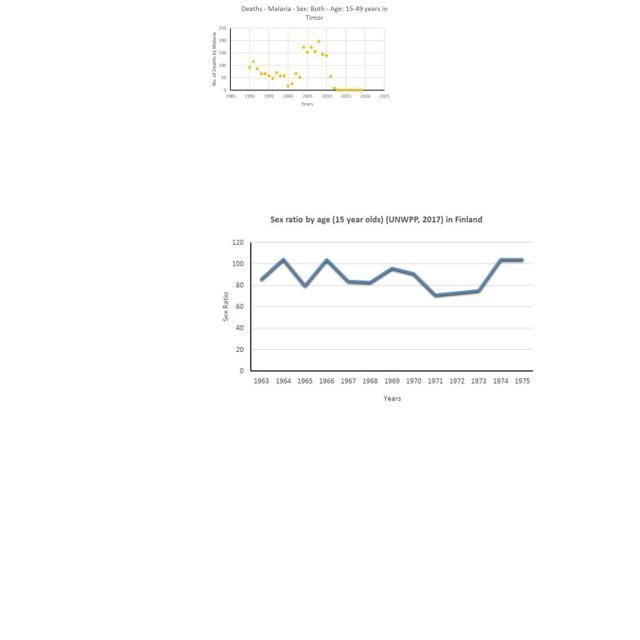 Deaths - Malaria - Sex: Both - Age: 15-49 years in
Timor
No. of Deaths by Malaria
250
200
150
100
50
0
1985 1990 1995 2000 2005 2010 2015 2020 2025
Years
Sex ratio by age (15 year olds) (UNWPP, 2017) in Finland
Sex Ratio
120
100
80
60
40
20
0
1963 1964 1965 1966 1967 1968 1969 1970 1971 1972 1973 1974 1975
Years